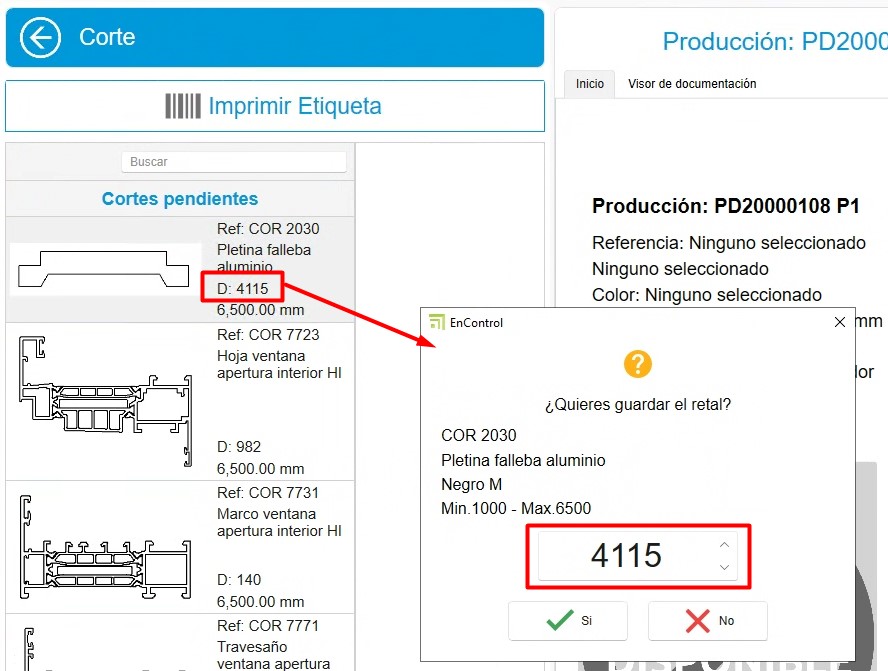 Corte
Imprimir Etiqueta
Buscar
Cortes pendientes
Ref: COR 2030
Pletina falleba
aluminio
D: 4115
6,500.00 mm
Ref: COR 7723
Hoja ventana
apertura interior HI
D: 982
6,500.00 mm
Ref: COR 7731
Marco ventana
apertura interior HI
D: 140
6,500.00 mm
Ref: COR 7771
Travesaño
ventana apertura
Producción: PD2000
Inicio
Visor de documentación
Producción: PD20000108 P1
Referencia: Ninguno seleccionado
Ninguno seleccionado
Color: Ninguno seleccionado
mm
lor
EnControl
¿Quieres guardar el retal?
COR 2030
Pletina falleba aluminio
Negro M
Min.1000 - Max.6500
4115
Si
No